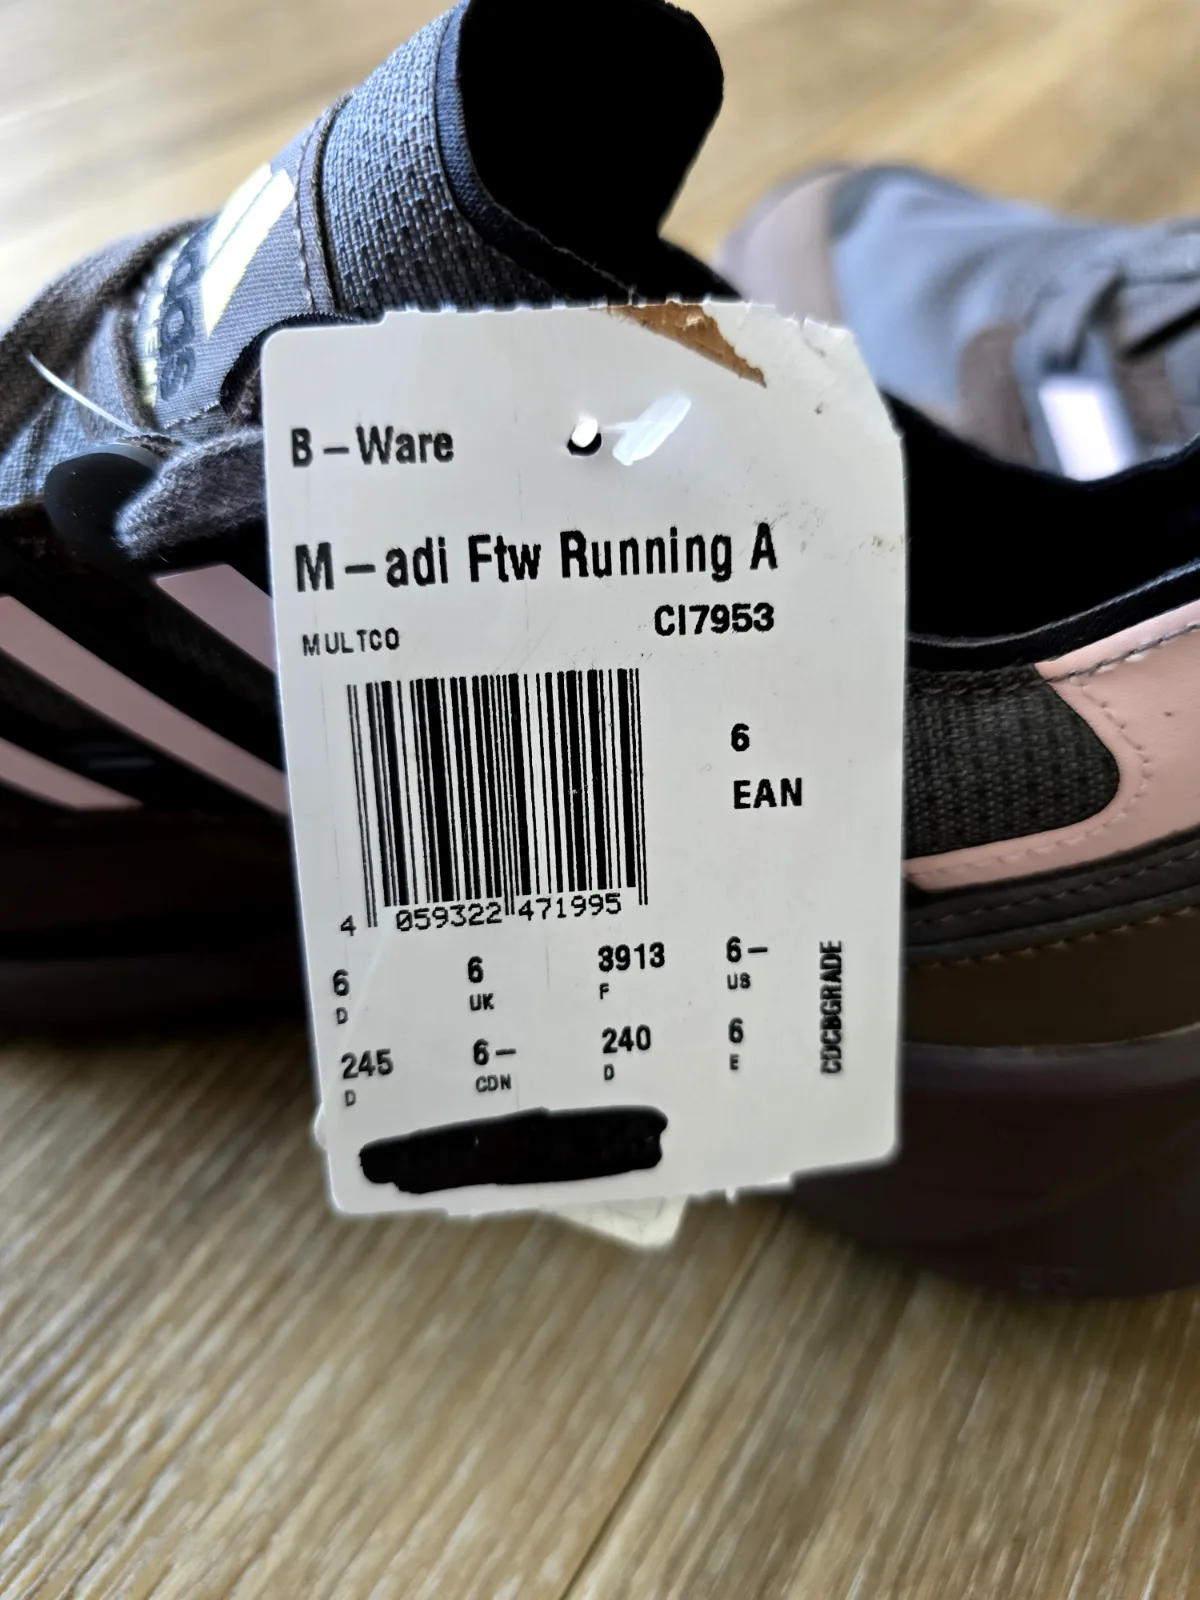 adidas
B-Ware
M-adi Ftw Running A
MULTCO CI7953
6
EAN
4 059322 471995
6 6 3913 6-
D UK F US
245 6- 240 6
D CDN D E
CDCBGRADE